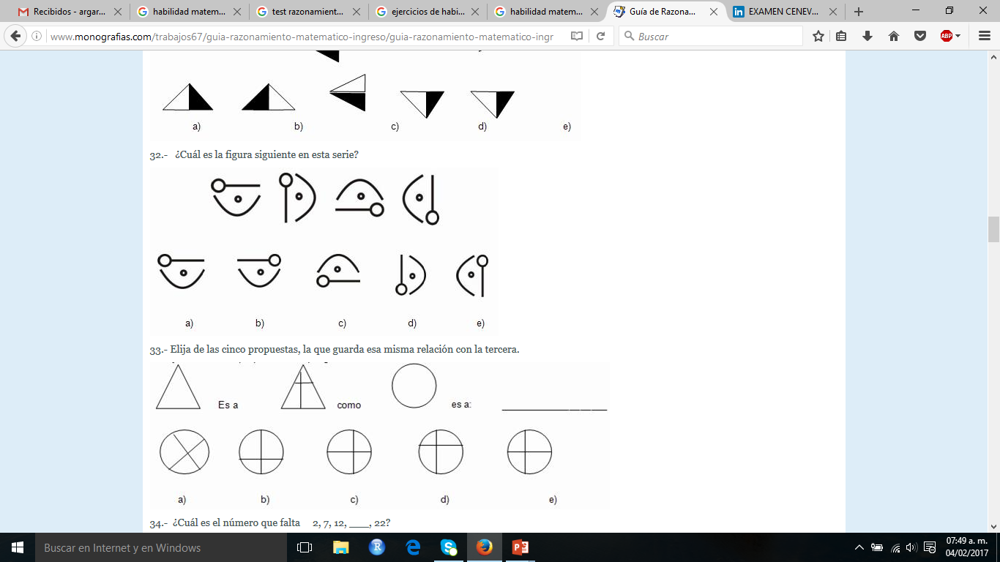 Recibidos - argar...
habilidad matem...
test razonamient...
ejercicios de habi...
habilidad matem...
Guía de Razona...
EXAMEN CENEV...
www.monografias.com/trabajos67/guia-razonamiento-matematico-ingreso/guia-razonamiento-matematico-ingr
Buscar
ABP
a) b) c) d) e)
32.- ¿Cuál es la figura siguiente en esta serie?
a) b) c) d) e)
33.- Elija de las cinco propuestas, la que guarda esa misma relación con la tercera.
Es a como es a: ___________________
a) b) c) d) e)
34.- ¿Cuál es el número que falta 2, 7, 12, ___, 22?
Buscar en Internet y en Windows
07:49 a. m.
04/02/2017